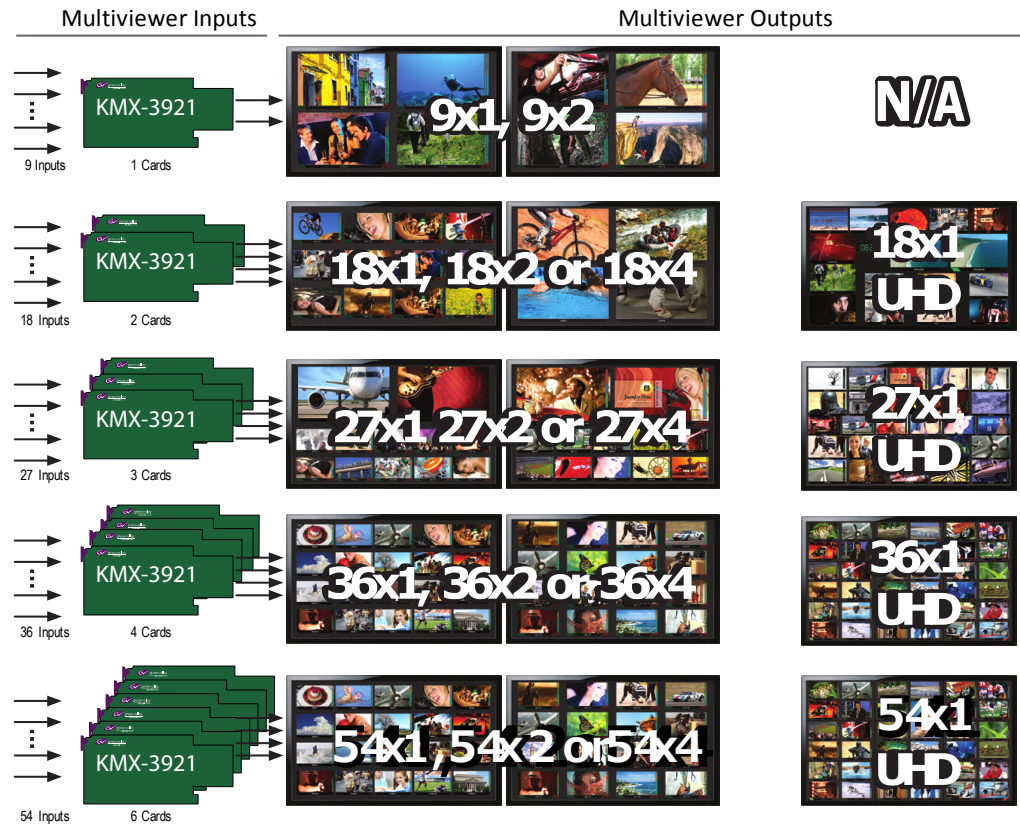 Multiviewer Inputs
Multiviewer Outputs
KMX-3921
9 Inputs
1 Cards
9x1, 9x2
N/A
KMX-3921
18 Inputs
2 Cards
18x1, 18x2 or 18x4
18x1
UHD
KMX-3921
27 Inputs
3 Cards
27x1 27x2 or 27x4
27x1
UHD
KMX-3921
36 Inputs
4 Cards
36x1, 36x2 or 36x4
36x1
UHD
KMX-3921
54 Inputs
6 Cards
54x1, 54x2 or 54x4
54x1
UHD